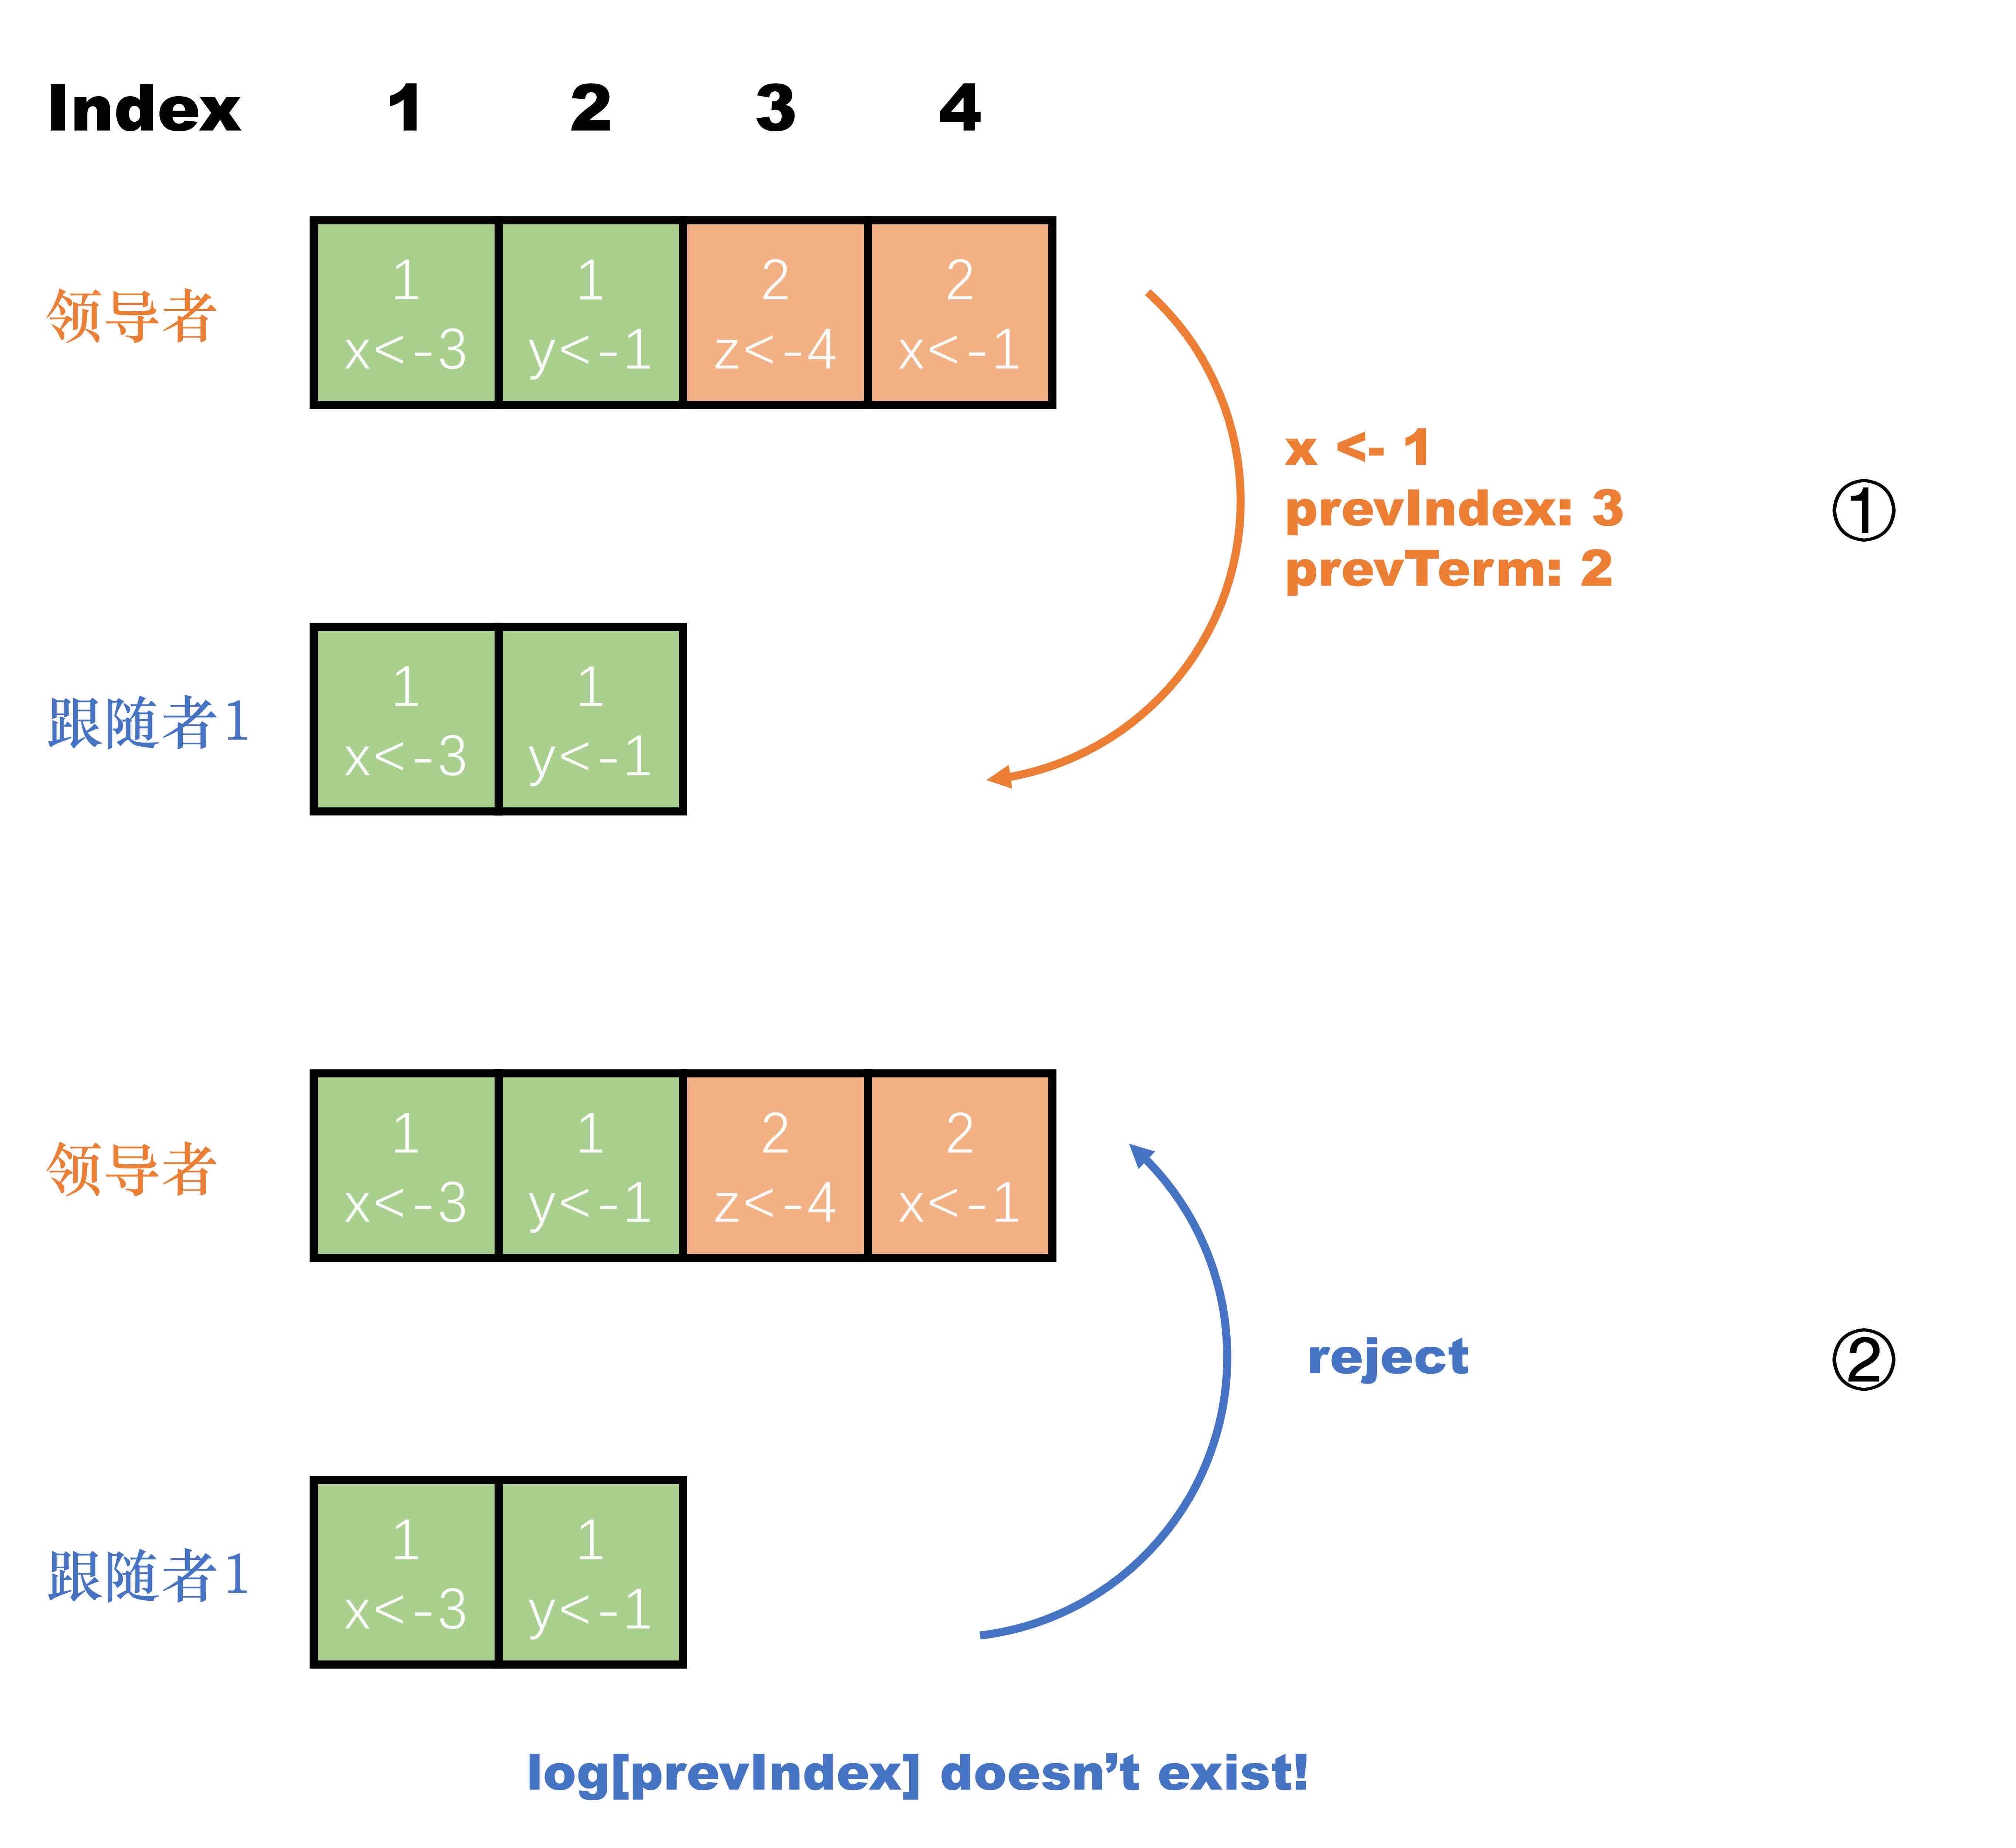 Index 1 2 3 4
领导者
1 1 2 2
x<-3 y<-1 z<-4 x<-1
x <- 1
prevIndex: 3
prevTerm: 2
①
跟随者1
1 1
x<-3 y<-1
领导者
1 1 2 2
x<-3 y<-1 z<-4 x<-1
reject
②
跟随者1
1 1
x<-3 y<-1
log[prevIndex] doesn’t exist!